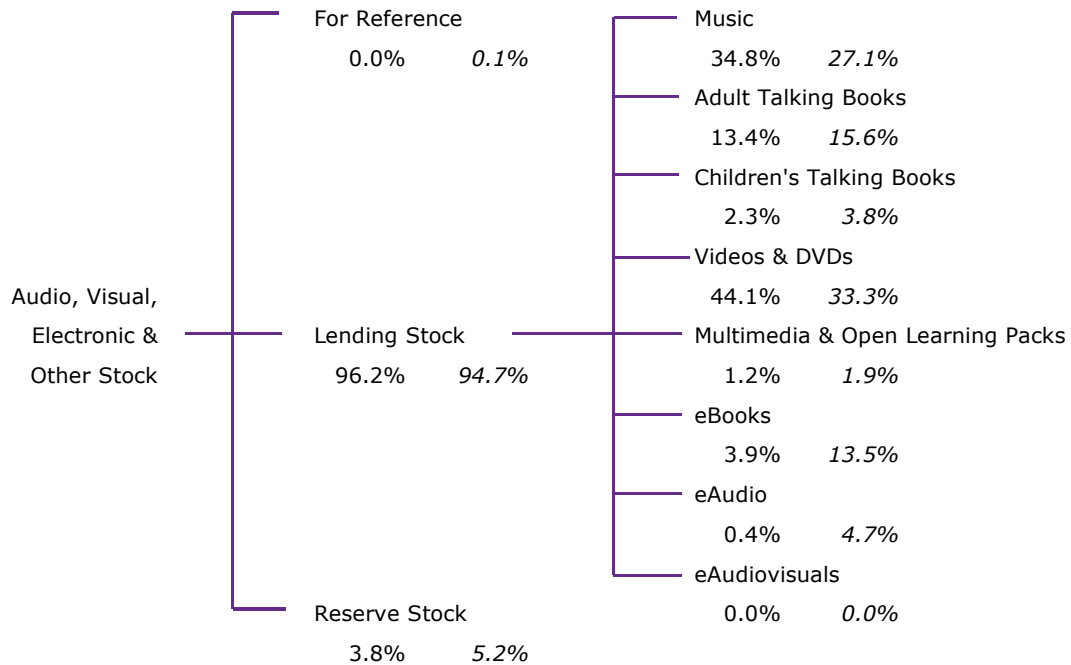 Audio, Visual,
Electronic &
Other Stock
For Reference
0.0% 0.1%
Lending Stock
96.2% 94.7%
Reserve Stock
3.8% 5.2%
Music
34.8% 27.1%
Adult Talking Books
13.4% 15.6%
Children's Talking Books
2.3% 3.8%
Videos & DVDs
44.1% 33.3%
Multimedia & Open Learning Packs
1.2% 1.9%
eBooks
3.9% 13.5%
eAudio
0.4% 4.7%
eAudiovisuals
0.0% 0.0%